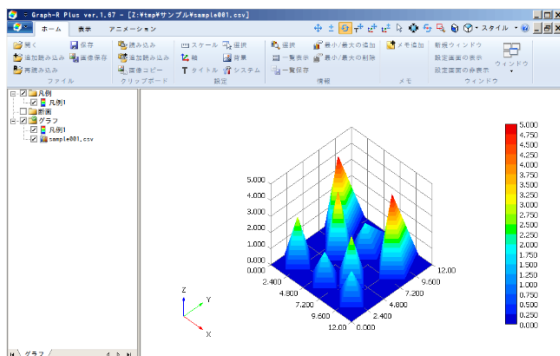 Graph-R Plus ver.1.67 - [Z:¥tmp¥サンプル¥sample001.csv]
ホーム 表示 アニメーション スタイル
開く 保存 読み込み スケール 選択 選択 最小/最大の追加 メモ追加 新規ウィンドウ
追加読み込み 画像保存 追加読み込み 軸 背景 一覧表示 最小/最大の削除 設定画面の表示
再読み込み 画像コピー タイトル システム 一覧保存 設定画面の非表示 ウィンドウ
ファイル クリップボード 設定 情報 メモ ウィンドウ
凡例
凡例1
断面
グラフ
凡例1
sample001.csv
5.000
4.000
3.000
2.000
1.000
0.000
0.000
2.400
4.800
7.200
9.600
12.00
0.000
2.400
4.800
7.200
9.600
12.00
Z
Y
X
5.000
4.750
4.500
4.250
4.000
3.750
3.500
3.250
3.000
2.750
2.500
2.250
2.000
1.750
1.500
1.250
1.000
0.750
0.500
0.250
0.000
グラフ